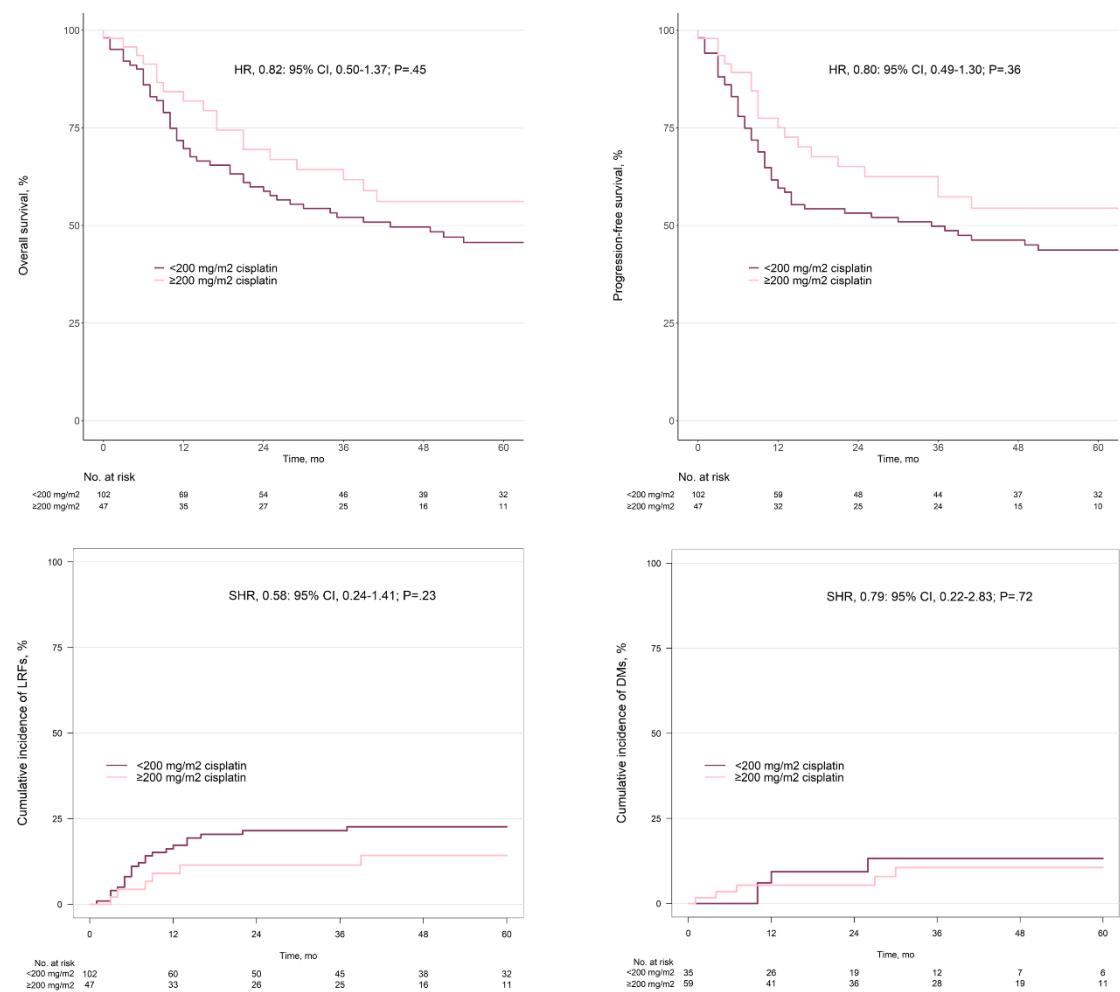 100
HR, 0.82: 95% CI, 0.50-1.37; P=.45
75
Overall survival, %
50
<200 mg/m2 cisplatin
≥200 mg/m2 cisplatin
25
0
0 12 24 36 48 60
Time, mo
No. at risk
<200 mg/m2 102 69 54 46 39 32
≥200 mg/m2 47 35 27 25 16 11
100
HR, 0.80: 95% CI, 0.49-1.30; P=.36
75
Progression-free survival, %
50
<200 mg/m2 cisplatin
≥200 mg/m2 cisplatin
25
0
0 12 24 36 48 60
Time, mo
No. at risk
<200 mg/m2 102 59 48 44 37 32
≥200 mg/m2 47 32 25 24 15 10
100
SHR, 0.58: 95% CI, 0.24-1.41; P=.23
75
Cumulative incidence of LRFs, %
50
<200 mg/m2 cisplatin
≥200 mg/m2 cisplatin
25
0
0 12 24 36 48 60
Time, mo
No. at risk
<200 mg/m2 102 60 50 45 38 32
≥200 mg/m2 47 33 26 25 16 11
100
SHR, 0.79: 95% CI, 0.22-2.83; P=.72
75
Cumulative incidence of DMs, %
50
<200 mg/m2 cisplatin
≥200 mg/m2 cisplatin
25
0
0 12 24 36 48 60
Time, mo
No. at risk
<200 mg/m2 35 26 19 12 7 6
≥200 mg/m2 59 41 36 28 19 11